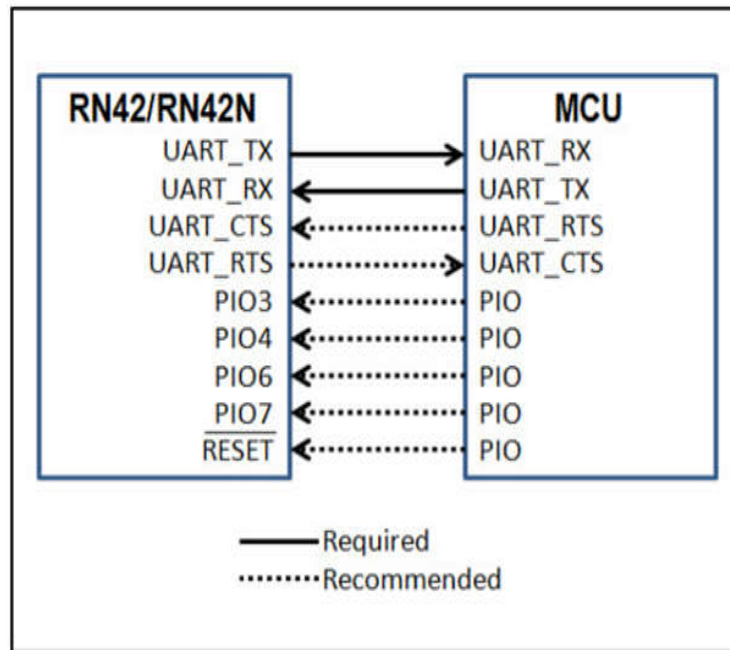 RN42/RN42N
MCU
UART_TX
UART_RX
UART_RX
UART_TX
UART_CTS
UART_RTS
UART_RTS
UART_CTS
PIO3
PIO
PIO4
PIO
PIO6
PIO
PIO7
PIO
RESET
PIO
Required
Recommended